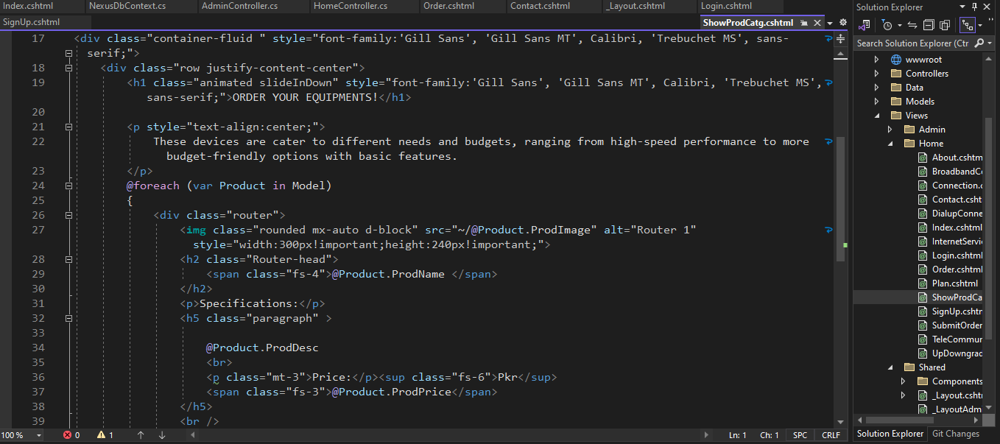 Index.cshtml NexusDbContext.cs AdminController.cs HomeController.cs Order.cshtml Contact.cshtml _Layout.cshtml Login.cshtml
SignUp.cshtml ShowProdCatg.cshtml
17 <div class="container-fluid " style="font-family:'Gill Sans', 'Gill Sans MT', Calibri, 'Trebuchet MS', sans-
serif;">
18 <div class="row justify-content-center">
19 <h1 class="animated slideInDown" style="font-family:'Gill Sans', 'Gill Sans MT', Calibri, 'Trebuchet MS',
sans-serif;">ORDER YOUR EQUIPMENTS!</h1>
20
21 <p style="text-align:center;">
22 These devices are cater to different needs and budgets, ranging from high-speed performance to more
budget-friendly options with basic features.
23 </p>
24 @foreach (var Product in Model)
25 {
26 <div class="router">
27 <img class="rounded mx-auto d-block" src="~/@Product.ProdImage" alt="Router 1"
style="width:300px!important;height:240px!important;">
28 <h2 class="Router-head">
29 <span class="fs-4">@Product.ProdName </span>
30 </h2>
31 <p>Specifications:</p>
32 <h5 class="paragraph" >
33
34 @Product.ProdDesc
35 <br>
36 <p class="mt-3">Price:</p><sup class="fs-6">Pkr</sup>
37 <span class="fs-3">@Product.ProdPrice</span>
38 </h5>
39 <br />
100 % 0 1 Ln: 1 Ch: 1 SPC CRLF
Solution Explorer
Search Solution Explorer (Ctr
wwwroot
Controllers
Data
Models
Views
Admin
Home
About.cshtm
BroadbandCo
Connection.c
Contact.csht
DialupConne
Index.cshtml
InternetServi
Login.cshtml
Order.cshtml
Plan.cshtml
ShowProdCa
SignUp.cshtr
SubmitOrder
TeleCommur
UpDowngrad
Shared
Components
_Layout.cshtr
_LayoutAdm
Solution Explorer Git Changes